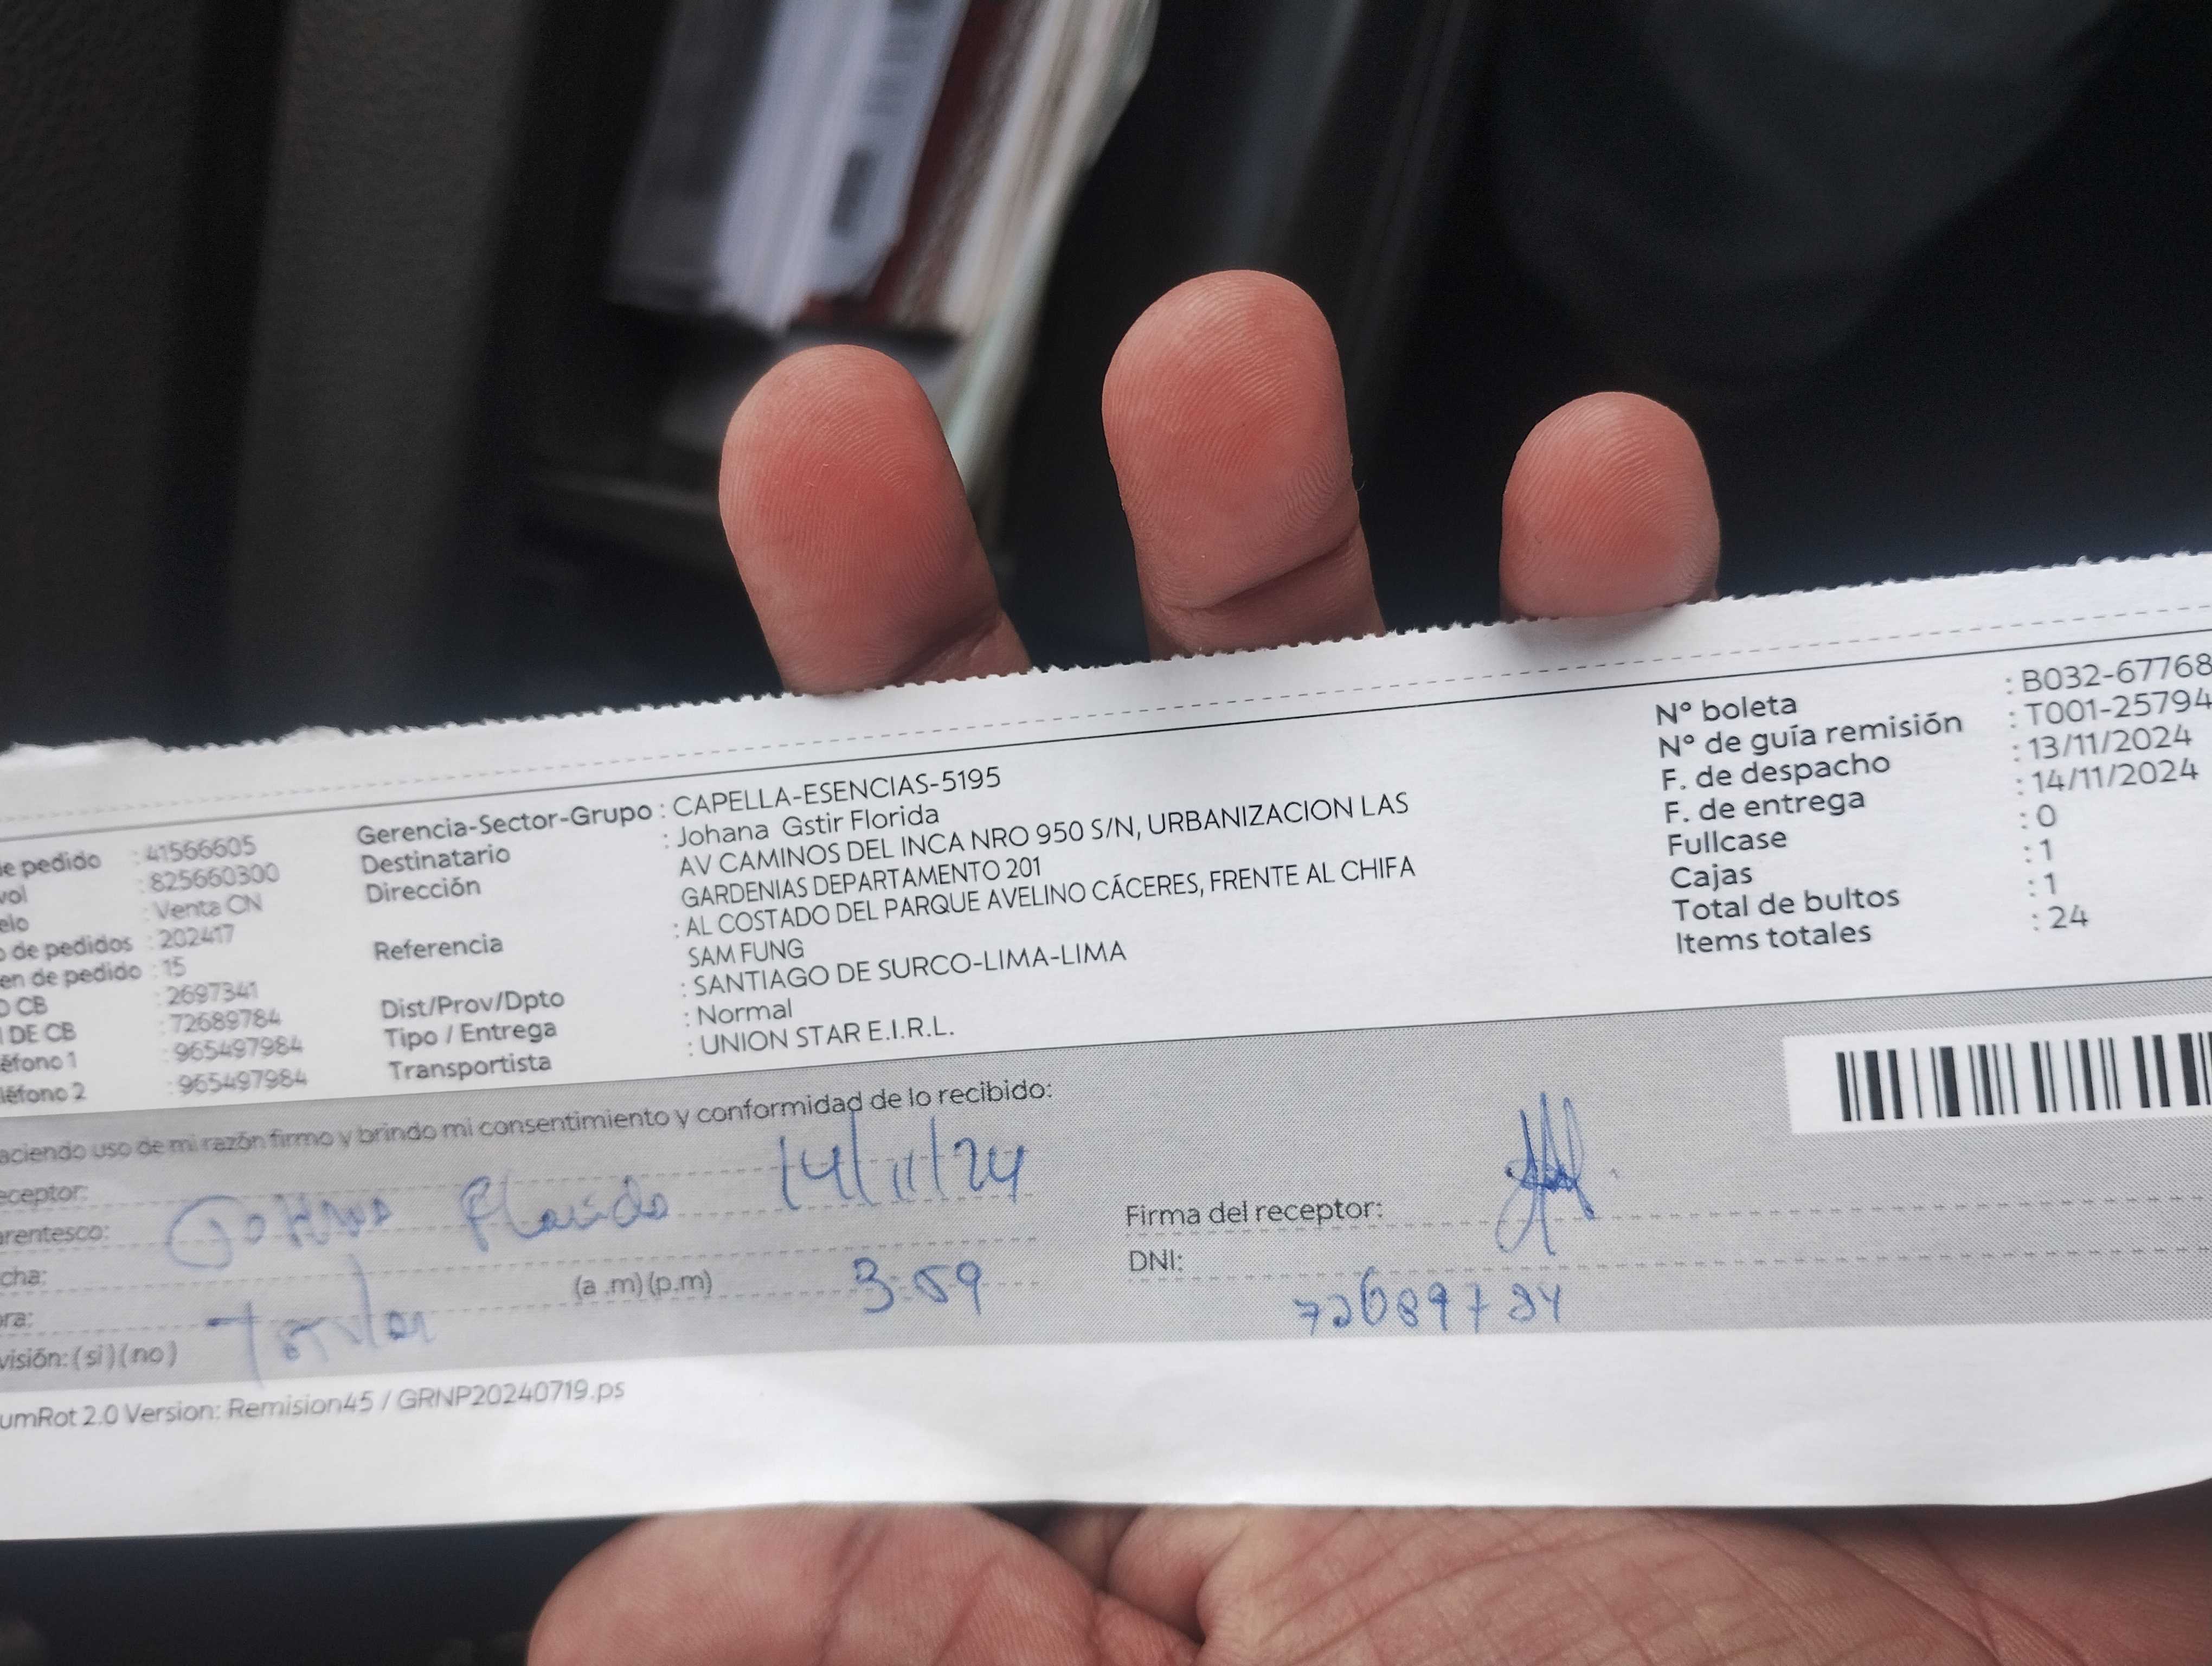 Gerencia-Sector-Grupo : CAPELLA-ESENCIAS-5195
Destinatario : Johana Gstir Florida
Dirección AV CAMINOS DEL INCA NRO 950 S/N, URBANIZACION LAS
GARDENIAS DEPARTAMENTO 201
Referencia : AL COSTADO DEL PARQUE AVELINO CÁCERES, FRENTE AL CHIFA
SAM FUNG
Dist/Prov/Dpto : SANTIAGO DE SURCO-LIMA-LIMA
Tipo / Entrega : Normal
Transportista : UNION STAR E.I.R.L.
e pedido : 41566605
vol : 825660300
elo : Venta CN
o de pedidos : 202417
en de pedido : 15
O CB : 2697341
I DE CB : 72689784
éfono 1 : 965497984
léfono 2 : 965497984
N° boleta : B032-67768
N° de guía remisión : T001-25794
F. de despacho : 13/11/2024
F. de entrega : 14/11/2024
Fullcase : 0
Cajas : 1
Total de bultos : 1
Items totales : 24
aciendo uso de mi razón firmo y brindo mi consentimiento y conformidad de lo recibido:
eceptor:
arentesco: 14/11/24
cha:
ora: (a .m) (p.m) 3:59
visión: (si) (no)
Firma del receptor:
DNI: 72689784
umRot 2.0 Version: Remision45 / GRNP20240719.ps